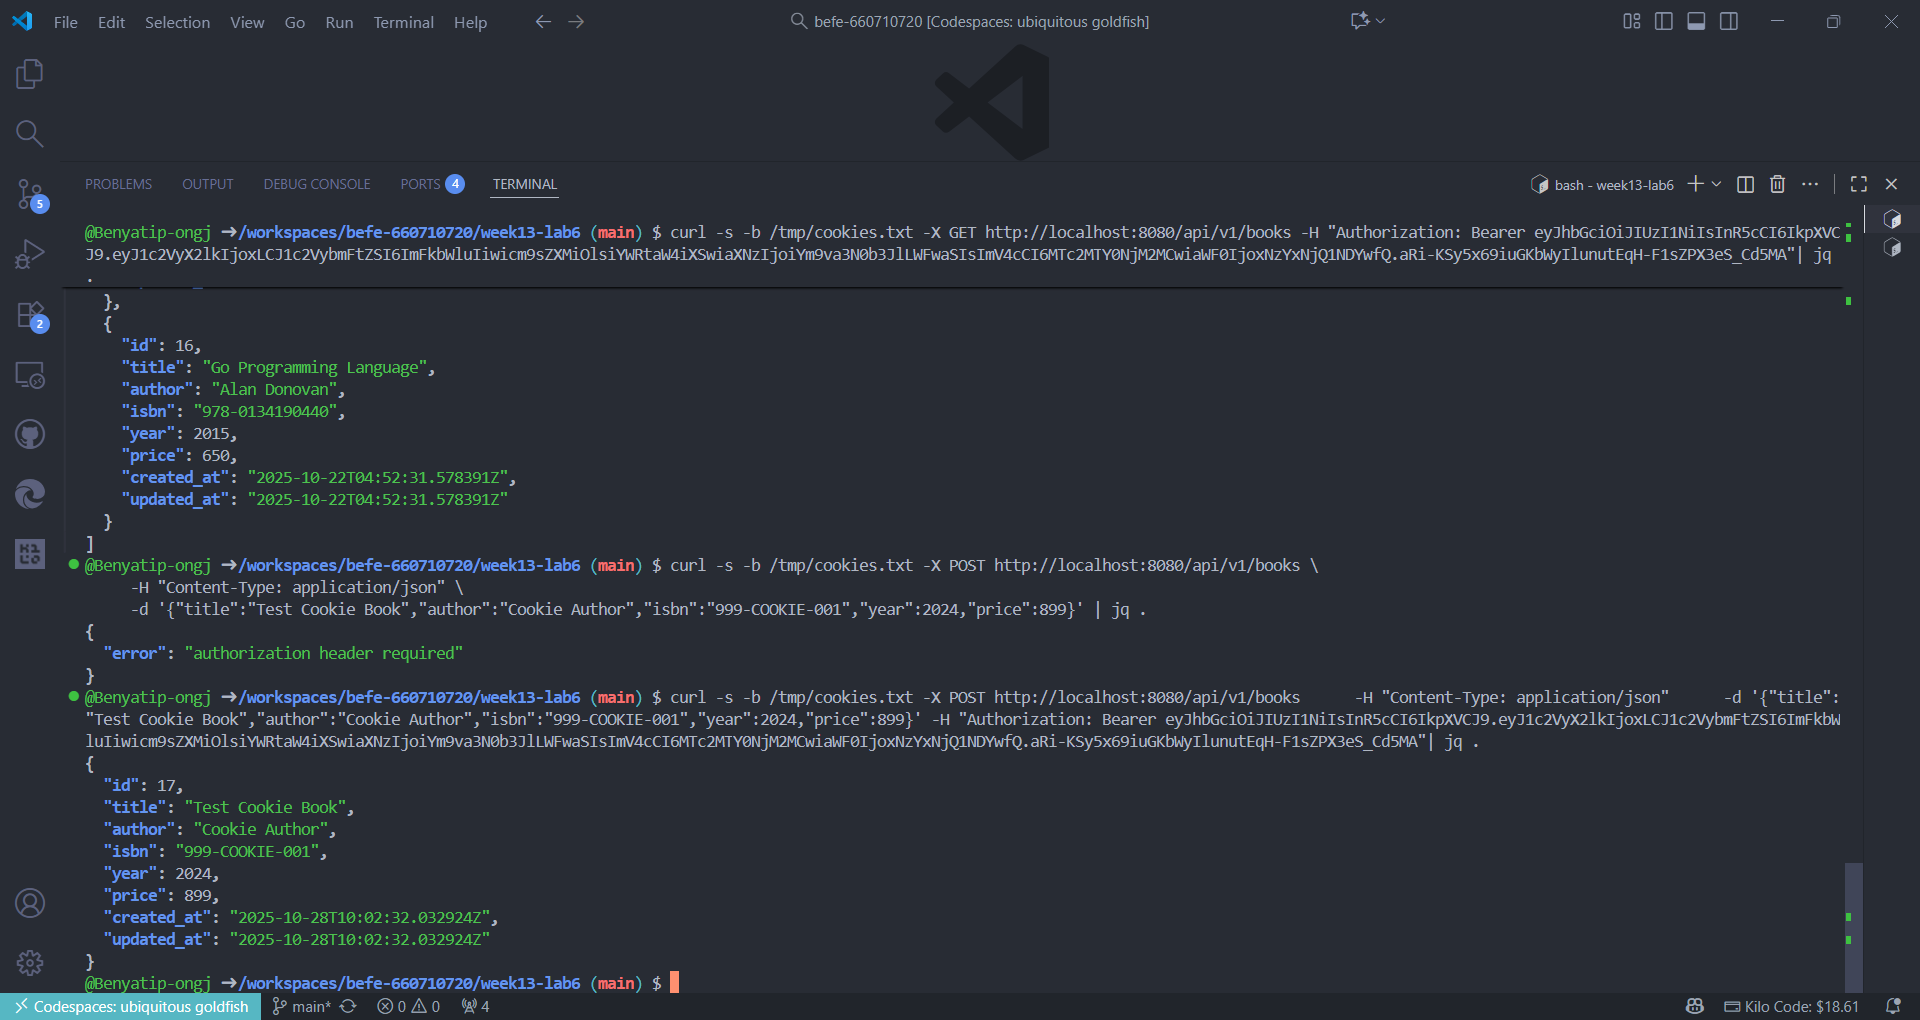 File Edit Selection View Go Run Terminal Help
befe-660710720 [Codespaces: ubiquitous goldfish]
PROBLEMS OUTPUT DEBUG CONSOLE PORTS 4 TERMINAL
bash - week13-lab6
5
2
@Benyatip-ongj ➜/workspaces/befe-660710720/week13-lab6 (main) $ curl -s -b /tmp/cookies.txt -X GET http://localhost:8080/api/v1/books -H "Authorization: Bearer eyJhbGciOiJIUzI1NiIsInR5cCI6IkpXVC
J9.eyJ1c2VyX2lkIjoxLCJ1c2VybmFtZSI6ImFkbWluIiwicm9sZXMiOlsiYWRtaW4iXSwiaXNzIjoiYm9va3N0b3JlLWFwaSIsImV4cCI6MTc2MTY0NjM2MCwiaWF0IjoxNzYxNjQ1NDYwfQ.aRi-KSy5x69iuGKbWyIlunutEqH-F1sZPX3eS_Cd5MA"| jq
.
},
{
"id": 16,
"title": "Go Programming Language",
"author": "Alan Donovan",
"isbn": "978-0134190440",
"year": 2015,
"price": 650,
"created_at": "2025-10-22T04:52:31.578391Z",
"updated_at": "2025-10-22T04:52:31.578391Z"
}
]
@Benyatip-ongj ➜/workspaces/befe-660710720/week13-lab6 (main) $ curl -s -b /tmp/cookies.txt -X POST http://localhost:8080/api/v1/books \
-H "Content-Type: application/json" \
-d '{"title":"Test Cookie Book","author":"Cookie Author","isbn":"999-COOKIE-001","year":2024,"price":899}' | jq .
{
"error": "authorization header required"
}
@Benyatip-ongj ➜/workspaces/befe-660710720/week13-lab6 (main) $ curl -s -b /tmp/cookies.txt -X POST http://localhost:8080/api/v1/books -H "Content-Type: application/json" -d '{"title":
"Test Cookie Book","author":"Cookie Author","isbn":"999-COOKIE-001","year":2024,"price":899}' -H "Authorization: Bearer eyJhbGciOiJIUzI1NiIsInR5cCI6IkpXVCJ9.eyJ1c2VyX2lkIjoxLCJ1c2VybmFtZSI6ImFkbW
luIiwicm9sZXMiOlsiYWRtaW4iXSwiaXNzIjoiYm9va3N0b3JlLWFwaSIsImV4cCI6MTc2MTY0NjM2MCwiaWF0IjoxNzYxNjQ1NDYwfQ.aRi-KSy5x69iuGKbWyIlunutEqH-F1sZPX3eS_Cd5MA"| jq .
{
"id": 17,
"title": "Test Cookie Book",
"author": "Cookie Author",
"isbn": "999-COOKIE-001",
"year": 2024,
"price": 899,
"created_at": "2025-10-28T10:02:32.032924Z",
"updated_at": "2025-10-28T10:02:32.032924Z"
}
@Benyatip-ongj ➜/workspaces/befe-660710720/week13-lab6 (main) $
Codespaces: ubiquitous goldfish main* 0 0 4 Kilo Code: $18.61